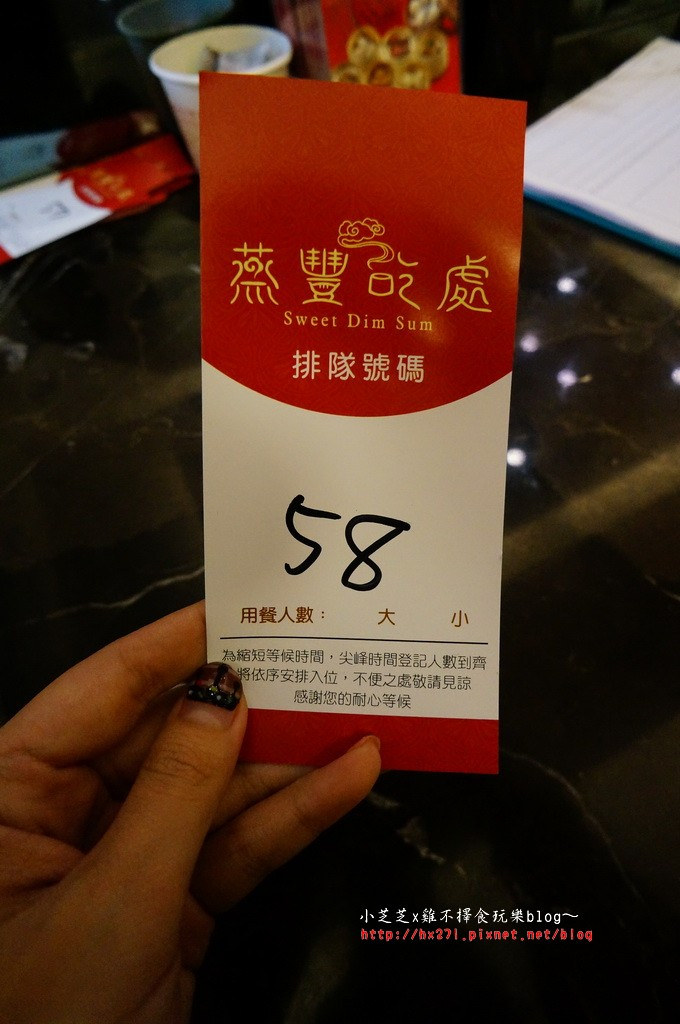 蒸豐吃處
Sweet Dim Sum
排隊號碼
58
用餐人數： 大 小
為縮短等候時間，尖峰時間登記人數到齊
將依序安排入位，不便之處敬請見諒
感謝您的耐心等候
小芝芝x雞不擇食玩樂blog～
http://hx271.pixnet.net/blog